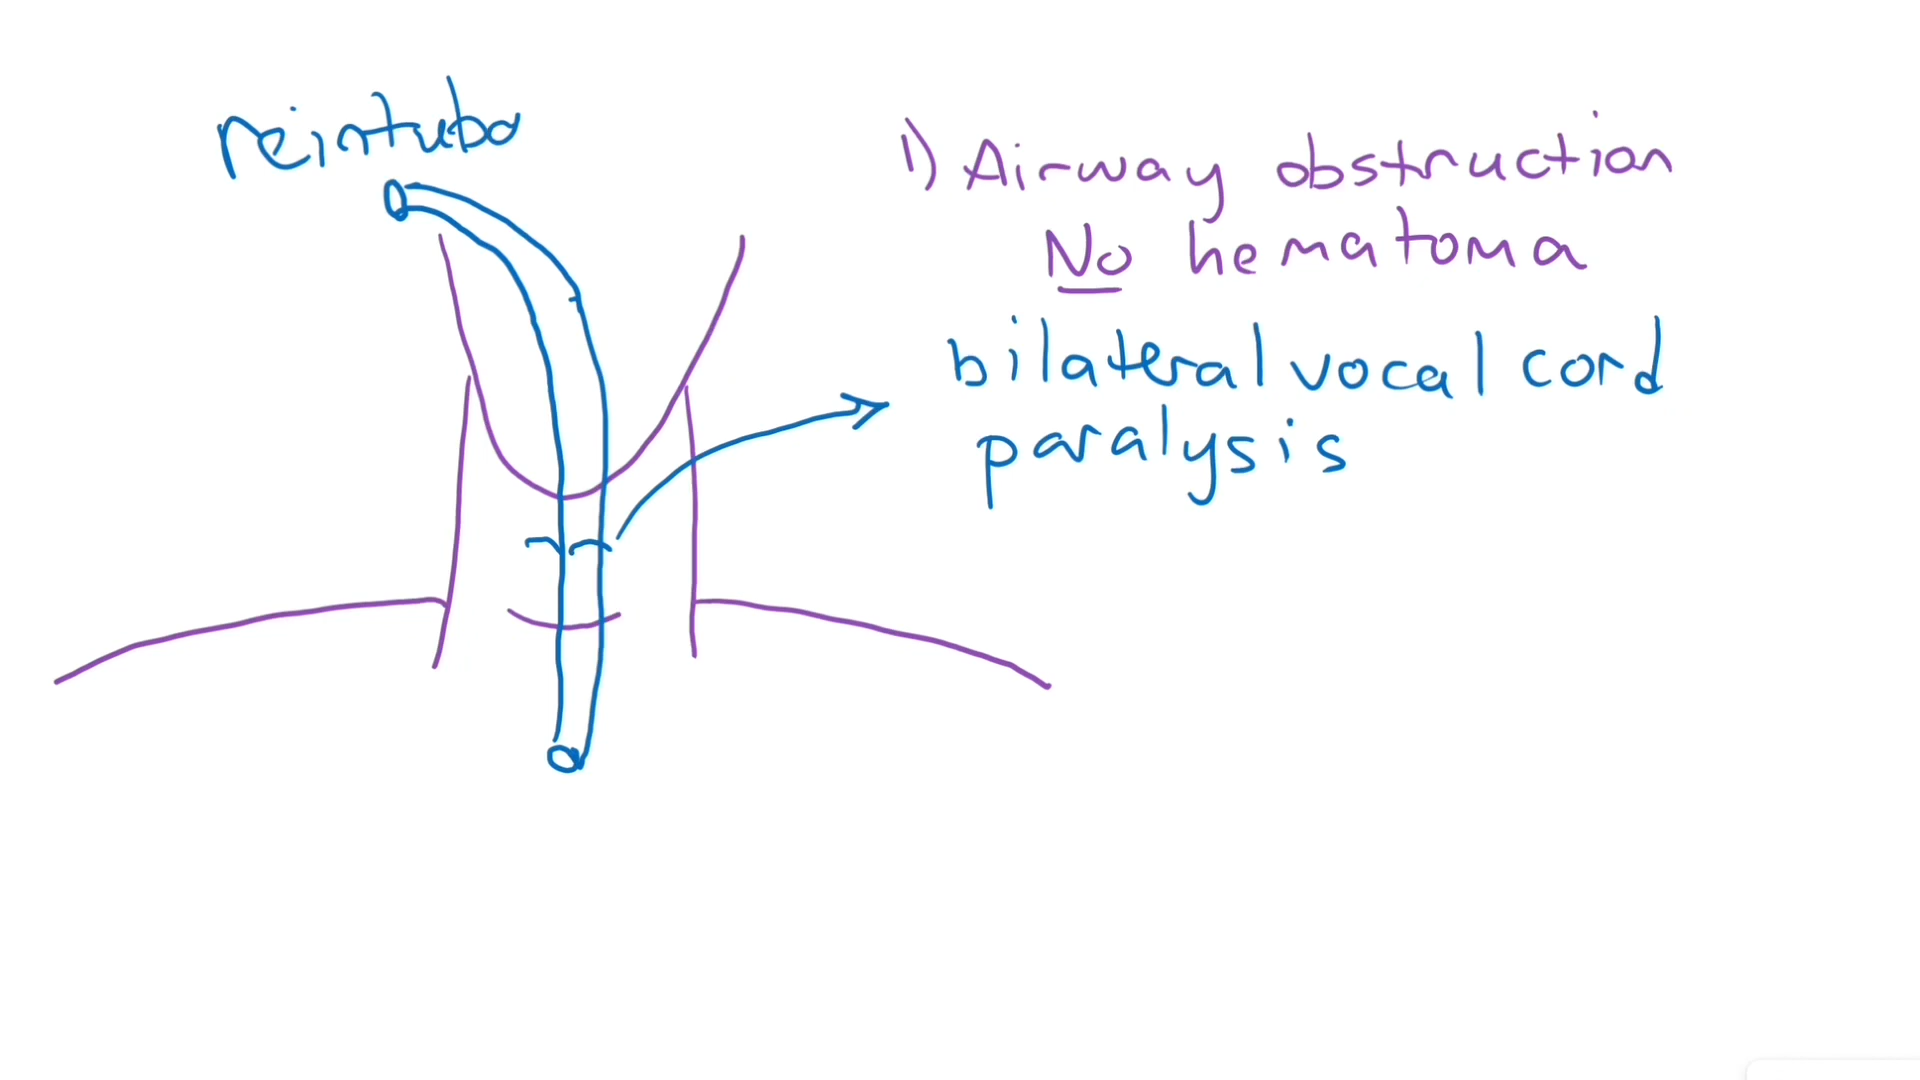 reintuba
1) Airway obstruction
No hematoma
bilateral vocal cord
paralysis